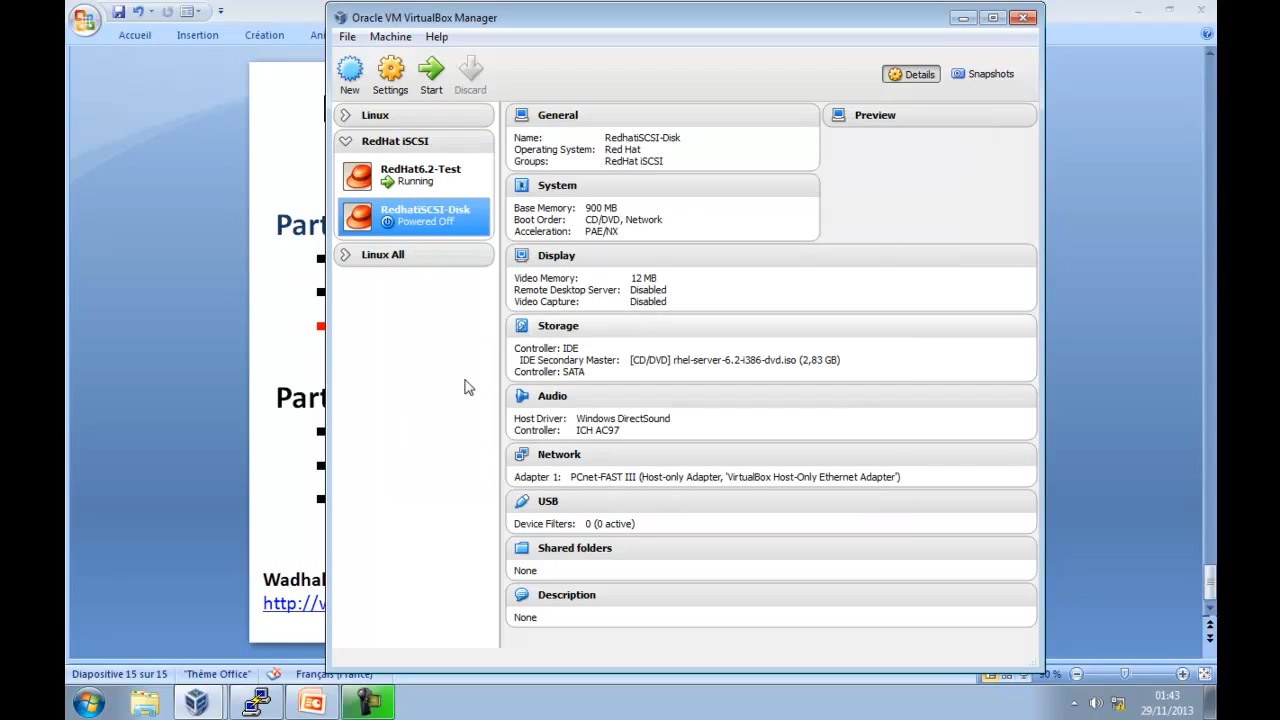 Oracle VM VirtualBox Manager
Accueil Insertion Création
File Machine Help
New Settings Start Discard
Details Snapshots
Linux
RedHat iSCSI
RedHat6.2-Test
Running
RedhatiSCSI-Disk
Powered Off
Linux All
General
Name: RedhatiSCSI-Disk
Operating System: Red Hat
Groups: RedHat iSCSI
Preview
System
Base Memory: 900 MB
Boot Order: CD/DVD, Network
Acceleration: PAE/NX
Display
Video Memory: 12 MB
Remote Desktop Server: Disabled
Video Capture: Disabled
Storage
Controller: IDE
IDE Secondary Master: [CD/DVD] rhel-server-6.2-i386-dvd.iso (2,83 GB)
Controller: SATA
Audio
Host Driver: Windows DirectSound
Controller: ICH AC97
Network
Adapter 1: PCnet-FAST III (Host-only Adapter, 'VirtualBox Host-Only Ethernet Adapter')
USB
Device Filters: 0 (0 active)
Shared folders
None
Description
None
Part
Part
http://
Diapositive 15 sur 15 "Thème Office" Français (France) 90 %
01:43
29/11/2013